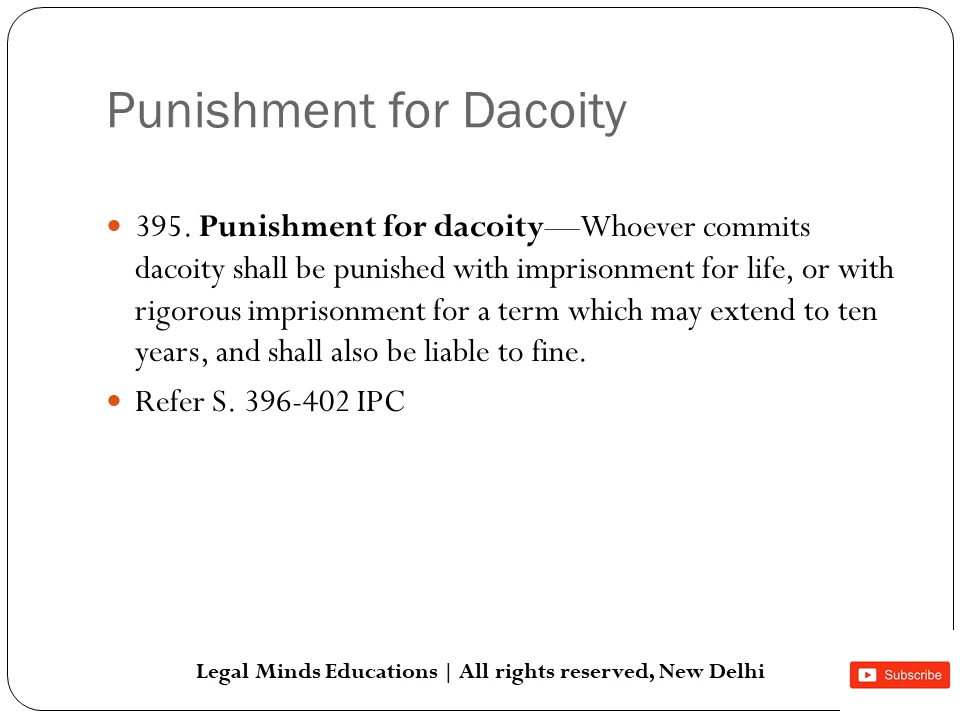 Punishment for Dacoity
• 395. Punishment for dacoity—Whoever commits
dacoity shall be punished with imprisonment for life, or with
rigorous imprisonment for a term which may extend to ten
years, and shall also be liable to fine.
• Refer S. 396-402 IPC
Legal Minds Educations | All rights reserved, New Delhi
Subscribe